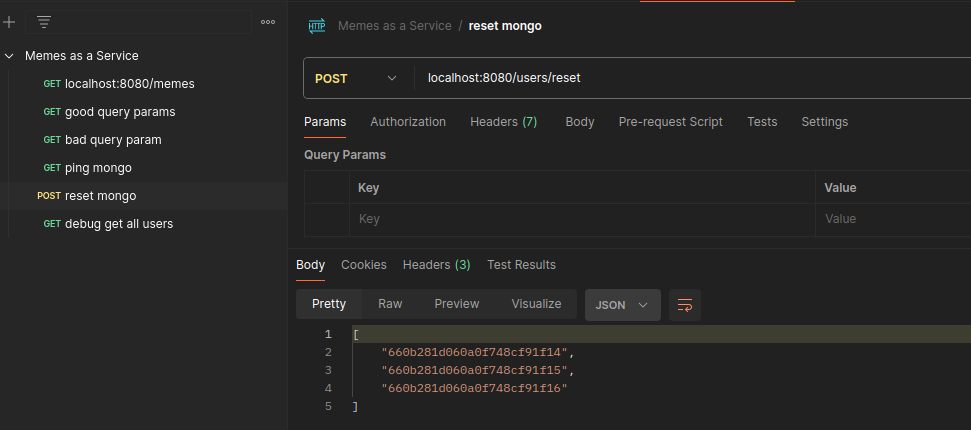 Memes as a Service
GET localhost:8080/memes
GET good query params
GET bad query param
GET ping mongo
POST reset mongo
GET debug get all users
HTTP Memes as a Service / reset mongo
POST localhost:8080/users/reset
Params Authorization Headers (7) Body Pre-request Script Tests Settings
Query Params
Key Value
Key Value
Body Cookies Headers (3) Test Results
Pretty Raw Preview Visualize JSON
1 [
2 "660b281d060a0f748cf91f14",
3 "660b281d060a0f748cf91f15",
4 "660b281d060a0f748cf91f16"
5 ]